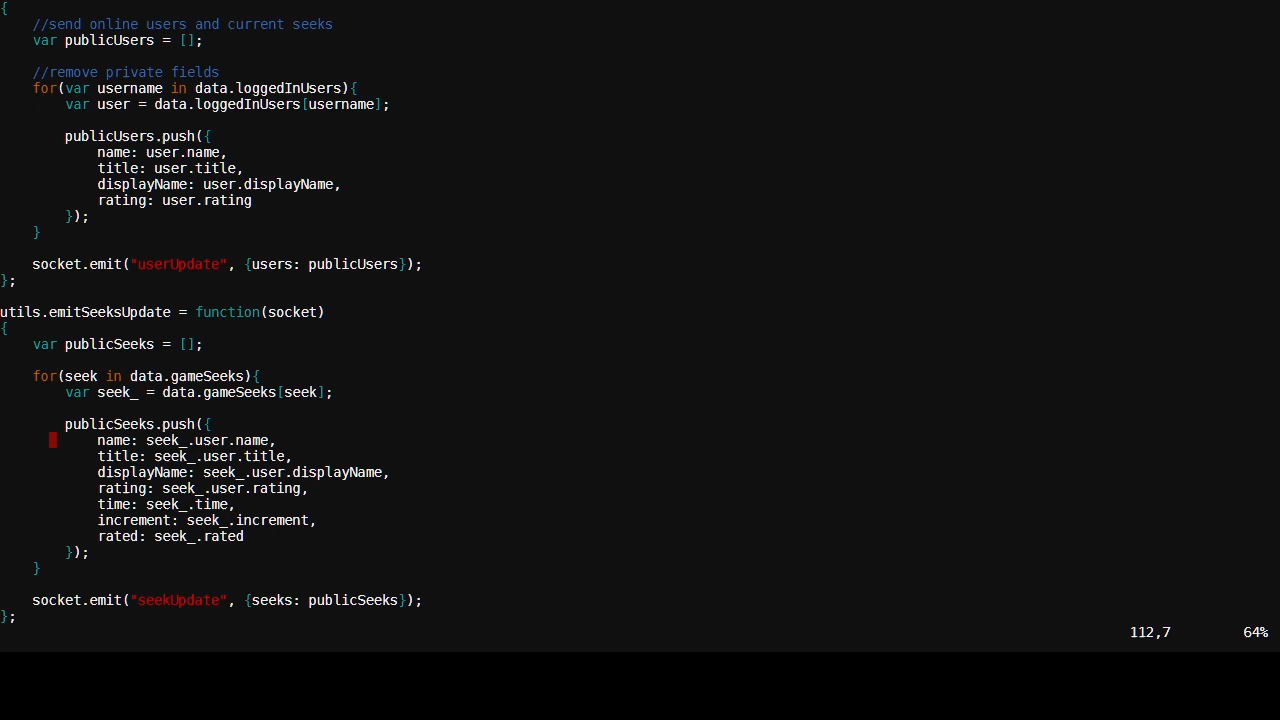 {
    //send online users and current seeks
    var publicUsers = [];

    //remove private fields
    for(var username in data.loggedInUsers){
        var user = data.loggedInUsers[username];

        publicUsers.push({
            name: user.name,
            title: user.title,
            displayName: user.displayName,
            rating: user.rating
        });
    }

    socket.emit("userUpdate", {users: publicUsers});
};

utils.emitSeeksUpdate = function(socket)
{
    var publicSeeks = [];

    for(seek in data.gameSeeks){
        var seek_ = data.gameSeeks[seek];

        publicSeeks.push({
            name: seek_.user.name,
            title: seek_.user.title,
            displayName: seek_.user.displayName,
            rating: seek_.user.rating,
            time: seek_.time,
            increment: seek_.increment,
            rated: seek_.rated
        });
    }

    socket.emit("seekUpdate", {seeks: publicSeeks});
};
112,7 64%